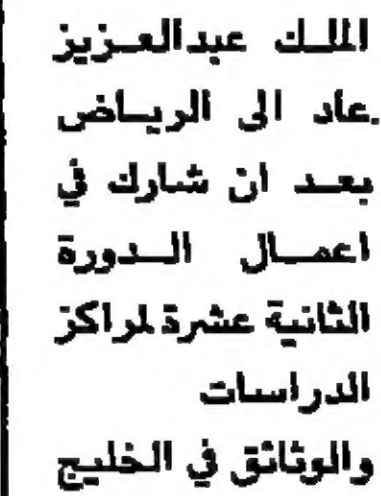 الملك عبدالعزيز
عاد الى الرياض
بعد ان شارك في
اعمال الدورة
الثانية عشرة لمراكز
الدراسات
والوثائق في الخليج